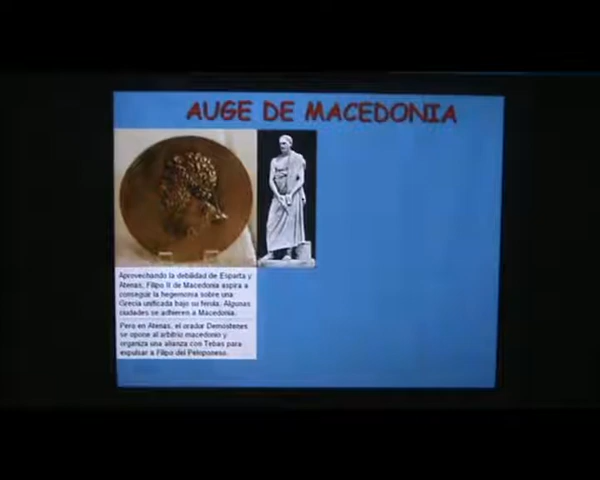 AUGE DE MACEDONIA
Aprovechando la debilidad de Esparta y
Atenas, Filipo II de Macedonia aspira a
conseguir la hegemonía sobre una
Grecia unificada bajo su férula. Algunas
ciudades se adhieren a Macedonia.
Pero en Atenas, el orador Demóstenes
se opone al arbitrio macedonio y
organiza una alianza con Tebas para
expulsar a Filipo del Peloponeso.